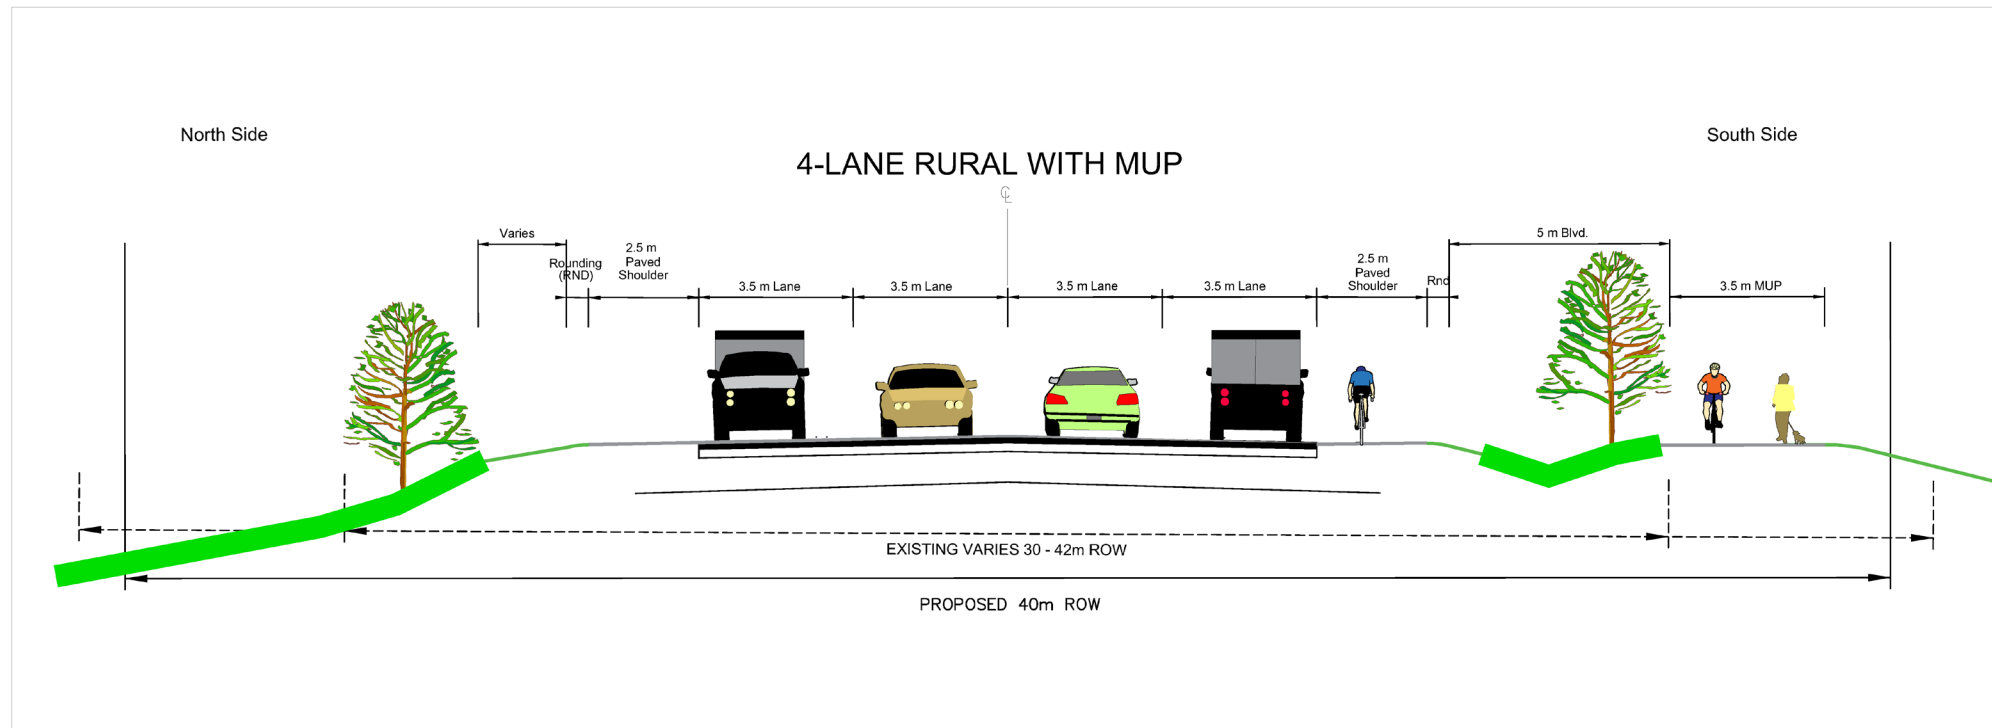 North Side
South Side
4-LANE RURAL WITH MUP
CL
Varies
Rounding
(RND)
2.5 m
Paved
Shoulder
3.5 m Lane
3.5 m Lane
3.5 m Lane
3.5 m Lane
2.5 m
Paved
Shoulder
Rnd
5 m Blvd.
3.5 m MUP
EXISTING VARIES 30 - 42m ROW
PROPOSED 40m ROW